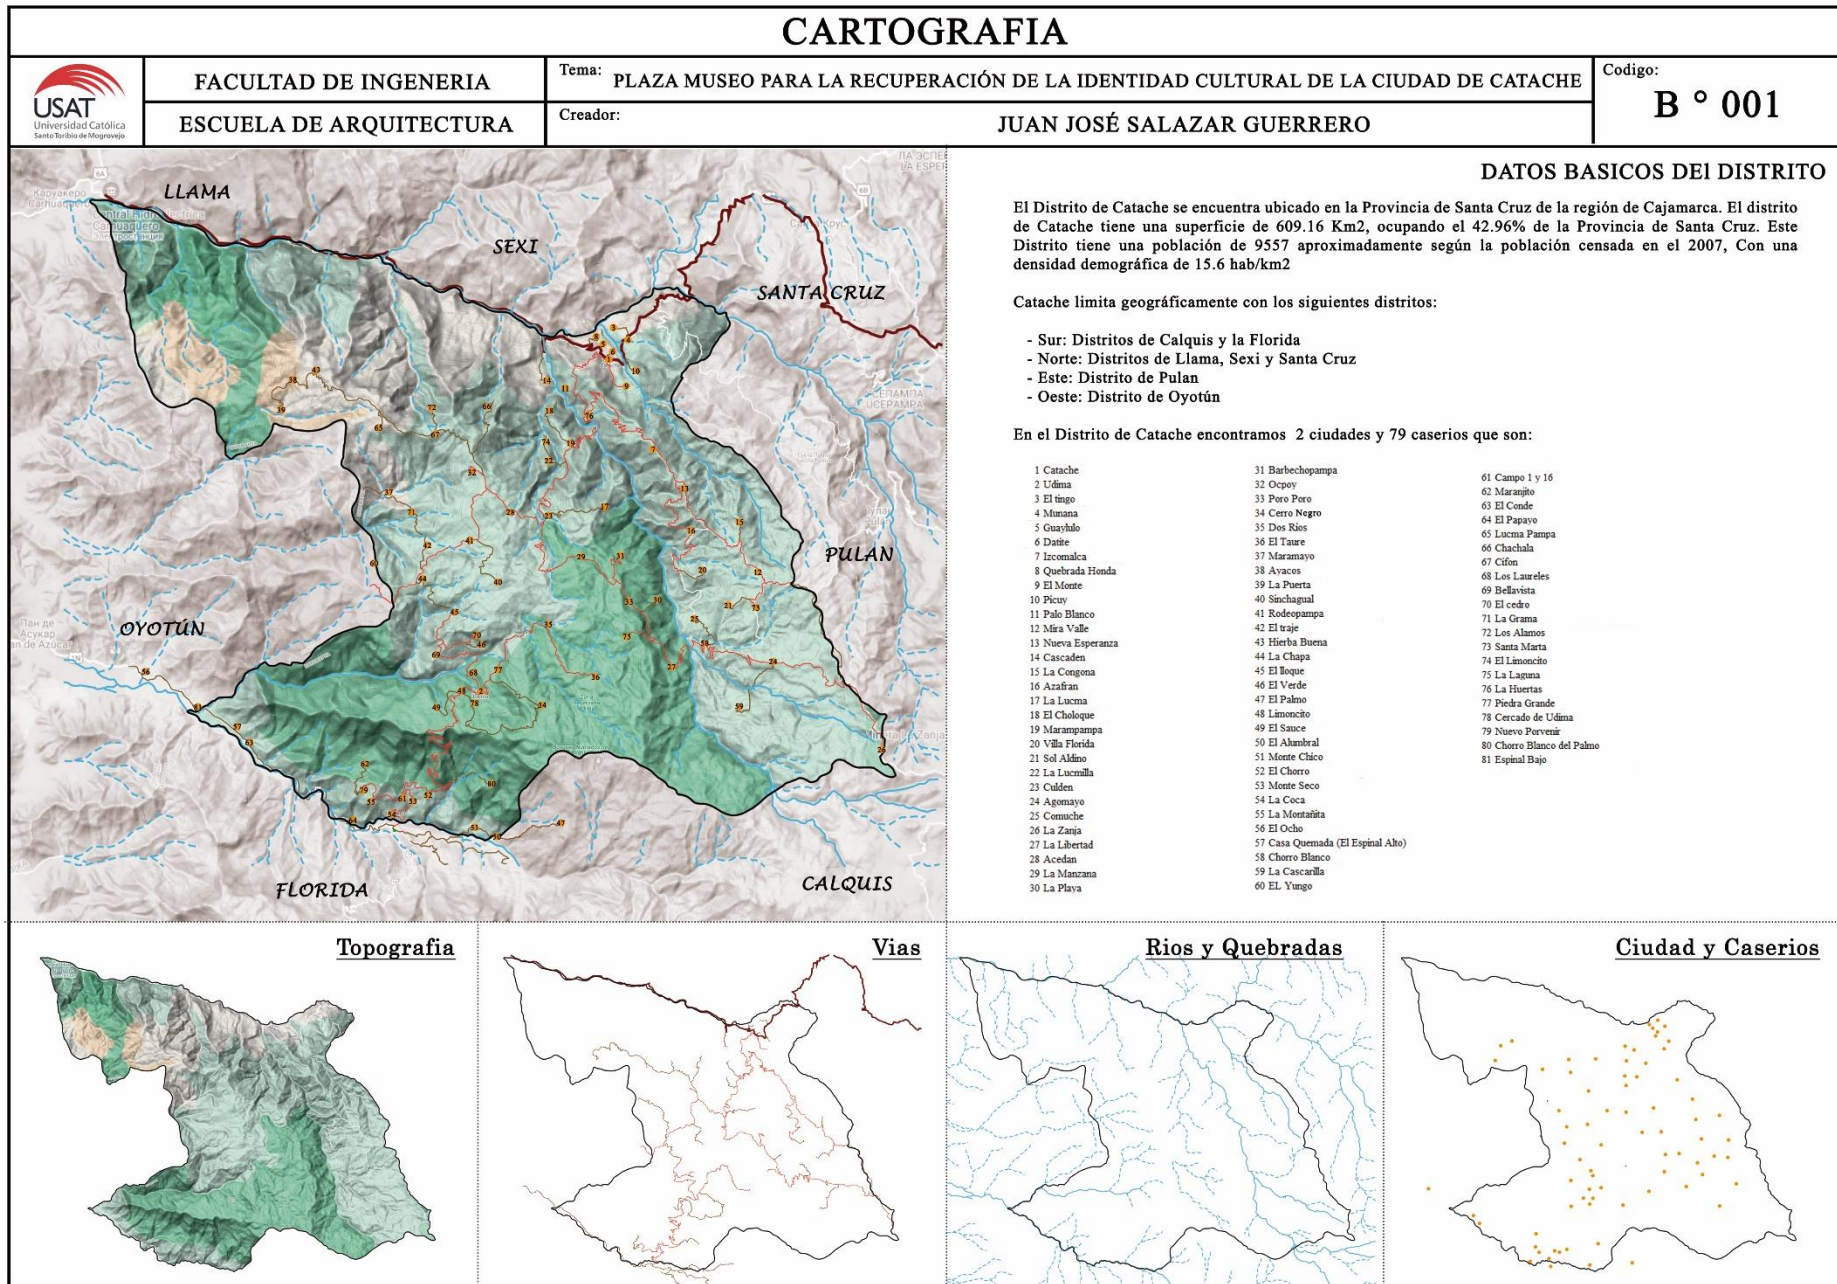 CARTOGRAFIA
USAT
Universidad Católica
Santo Toribio de Mogrovejo
FACULTAD DE INGENERIA
ESCUELA DE ARQUITECTURA
Tema: PLAZA MUSEO PARA LA RECUPERACIÓN DE LA IDENTIDAD CULTURAL DE LA CIUDAD DE CATACHE
Creador: JUAN JOSÉ SALAZAR GUERRERO
Codigo:
B ° 001
LLAMA
SEXI
SANTA CRUZ
PULAN
OYOTÚN
FLORIDA
CALQUIS
DATOS BASICOS DEl DISTRITO
El Distrito de Catache se encuentra ubicado en la Provincia de Santa Cruz de la región de Cajamarca. El distrito
de Catache tiene una superficie de 609.16 Km2, ocupando el 42.96% de la Provincia de Santa Cruz. Este
Distrito tiene una población de 9557 aproximadamente según la población censada en el 2007, Con una
densidad demográfica de 15.6 hab/km2
Catache limita geográficamente con los siguientes distritos:
- Sur: Distritos de Calquis y la Florida
- Norte: Distritos de Llama, Sexi y Santa Cruz
- Este: Distrito de Pulan
- Oeste: Distrito de Oyotún
En el Distrito de Catache encontramos 2 ciudades y 79 caserios que son:
1 Catache
2 Udima
3 El tingo
4 Munana
5 Guaylulo
6 Datite
7 Izcomalca
8 Quebrada Honda
9 El Monte
10 Picuy
11 Palo Blanco
12 Mira Valle
13 Nueva Esperanza
14 Cascaden
15 La Congona
16 Azafran
17 La Lucma
18 El Choloque
19 Marampampa
20 Villa Florida
21 Sol Aldino
22 La Lucmilla
23 Culden
24 Agomayo
25 Comuche
26 La Zanja
27 La Libertad
28 Acedan
29 La Manzana
30 La Playa
31 Barbechopampa
32 Ocpoy
33 Poro Poro
34 Cerro Negro
35 Dos Rios
36 El Taure
37 Maramayo
38 Ayacos
39 La Puerta
40 Sinchagual
41 Rodeopampa
42 El traje
43 Hierba Buena
44 La Chapa
45 El lloque
46 El Verde
47 El Palmo
48 Limoncito
49 El Sauce
50 El Alumbral
51 Monte Chico
52 El Chorro
53 Monte Seco
54 La Coca
55 La Montañita
56 El Ocho
57 Casa Quemada (El Espinal Alto)
58 Chorro Blanco
59 La Cascarilla
60 EL Yungo
61 Campo 1 y 16
62 Maranjito
63 El Conde
64 El Papayo
65 Lucma Pampa
66 Chachala
67 Cifon
68 Los Laureles
69 Bellavista
70 El cedro
71 La Grama
72 Los Alamos
73 Santa Marta
74 El Limoncito
75 La Laguna
76 La Huertas
77 Piedra Grande
78 Cercado de Udima
79 Nuevo Porvenir
80 Chorro Blanco del Palmo
81 Espinal Bajo
Topografia
Vias
Rios y Quebradas
Ciudad y Caserios